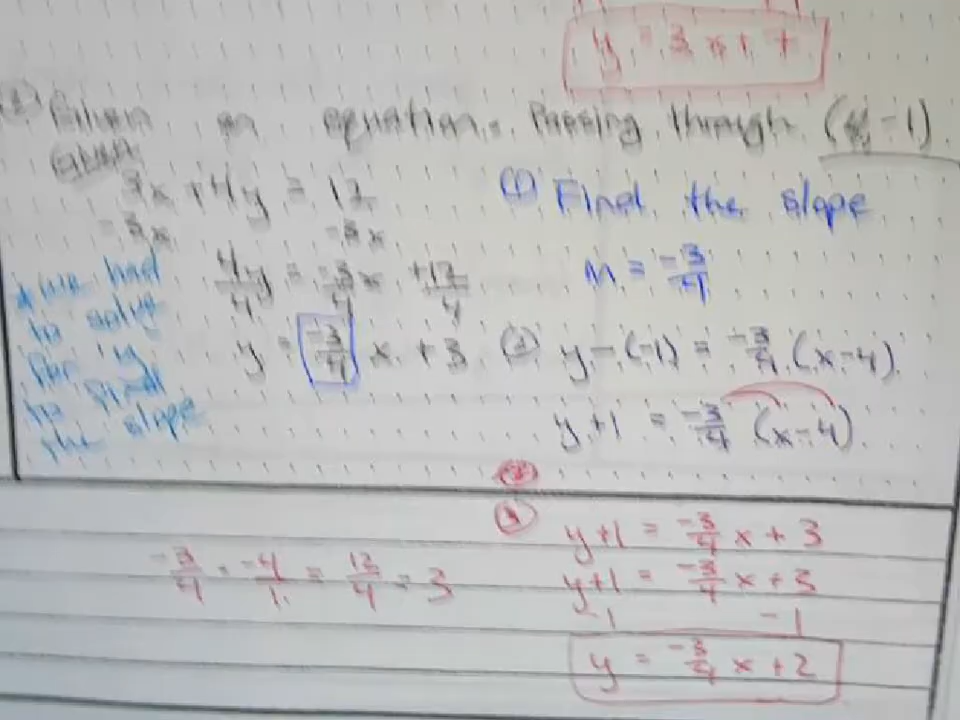 y = 3x + 7
② Given an equation. Passing through (4, -1)
Given
3x + 4y = 12
-3x -3x
4y/4 = -3/4 x + 12/4
y = -3/4 x + 3
* we had
to solve
for y
to find
the slope
① Find the slope
M = -3/4
② y - (-1) = -3/4 (x - 4)
y + 1 = -3/4 (x - 4)
③ y + 1 = -3/4 x + 3
y + 1 = -3/4 x + 3
-1 -1
y = -3/4 x + 2
-3/4 · -4/1 = 12/4 = 3